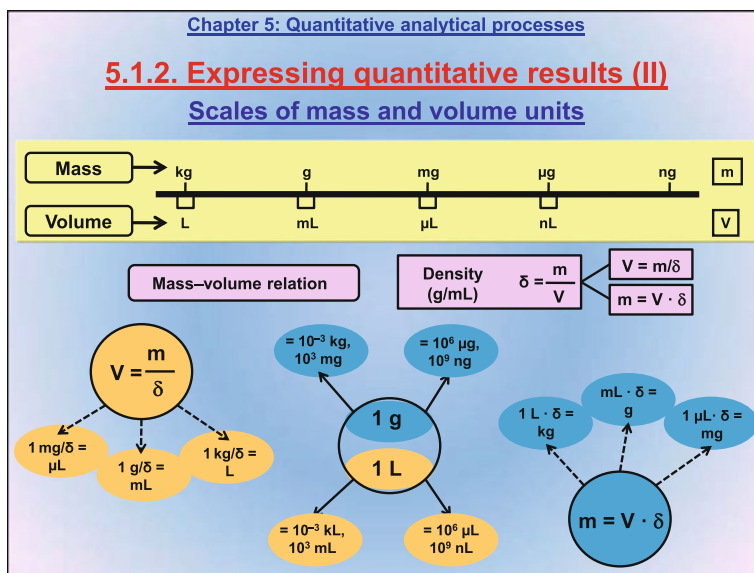 Chapter 5: Quantitative analytical processes
5.1.2. Expressing quantitative results (II)
Scales of mass and volume units
Mass
kg g mg µg ng
m
Volume
L mL µL nL
V
Mass–volume relation
Density
(g/mL)
δ = m/V
V = m/δ
m = V · δ
V = m/δ
1 mg/δ =
µL
1 g/δ =
mL
1 kg/δ =
L
= 10⁻³ kg,
10³ mg
= 10⁶ µg,
10⁹ ng
1 g
1 L
= 10⁻³ kL,
10³ mL
= 10⁶ µL
10⁹ nL
1 L · δ =
kg
mL · δ =
g
1 µL· δ =
mg
m = V · δ